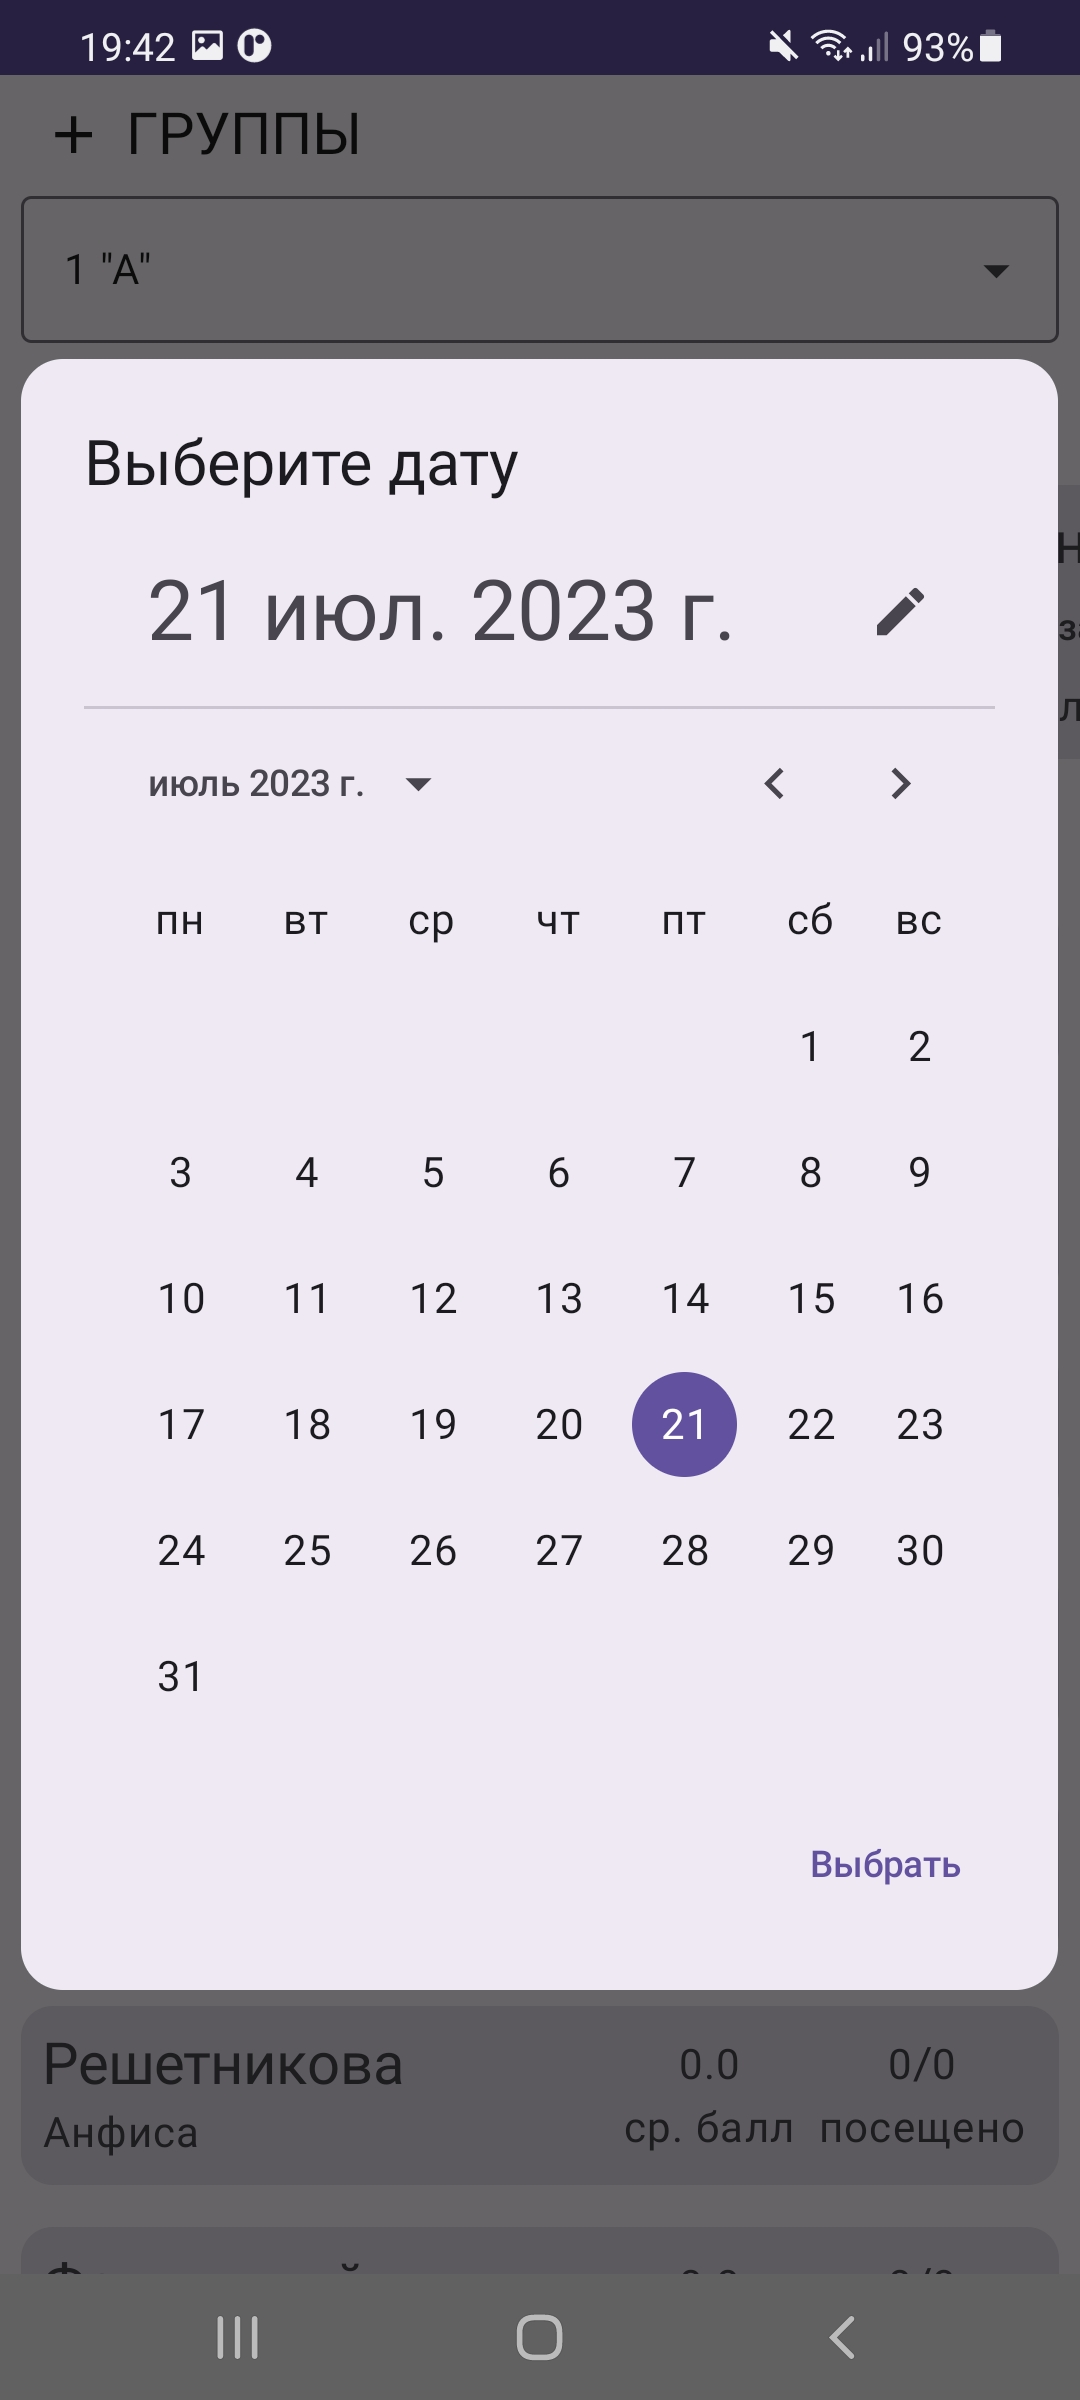 19:42 93%
+ ГРУППЫ
1 "А"
Выберите дату
21 июл. 2023 г.
июль 2023 г.
пн вт ср чт пт сб вс
1 2
3 4 5 6 7 8 9
10 11 12 13 14 15 16
17 18 19 20 21 22 23
24 25 26 27 28 29 30
31
Выбрать
Решетникова 0.0 0/0
Анфиса ср. балл посещено